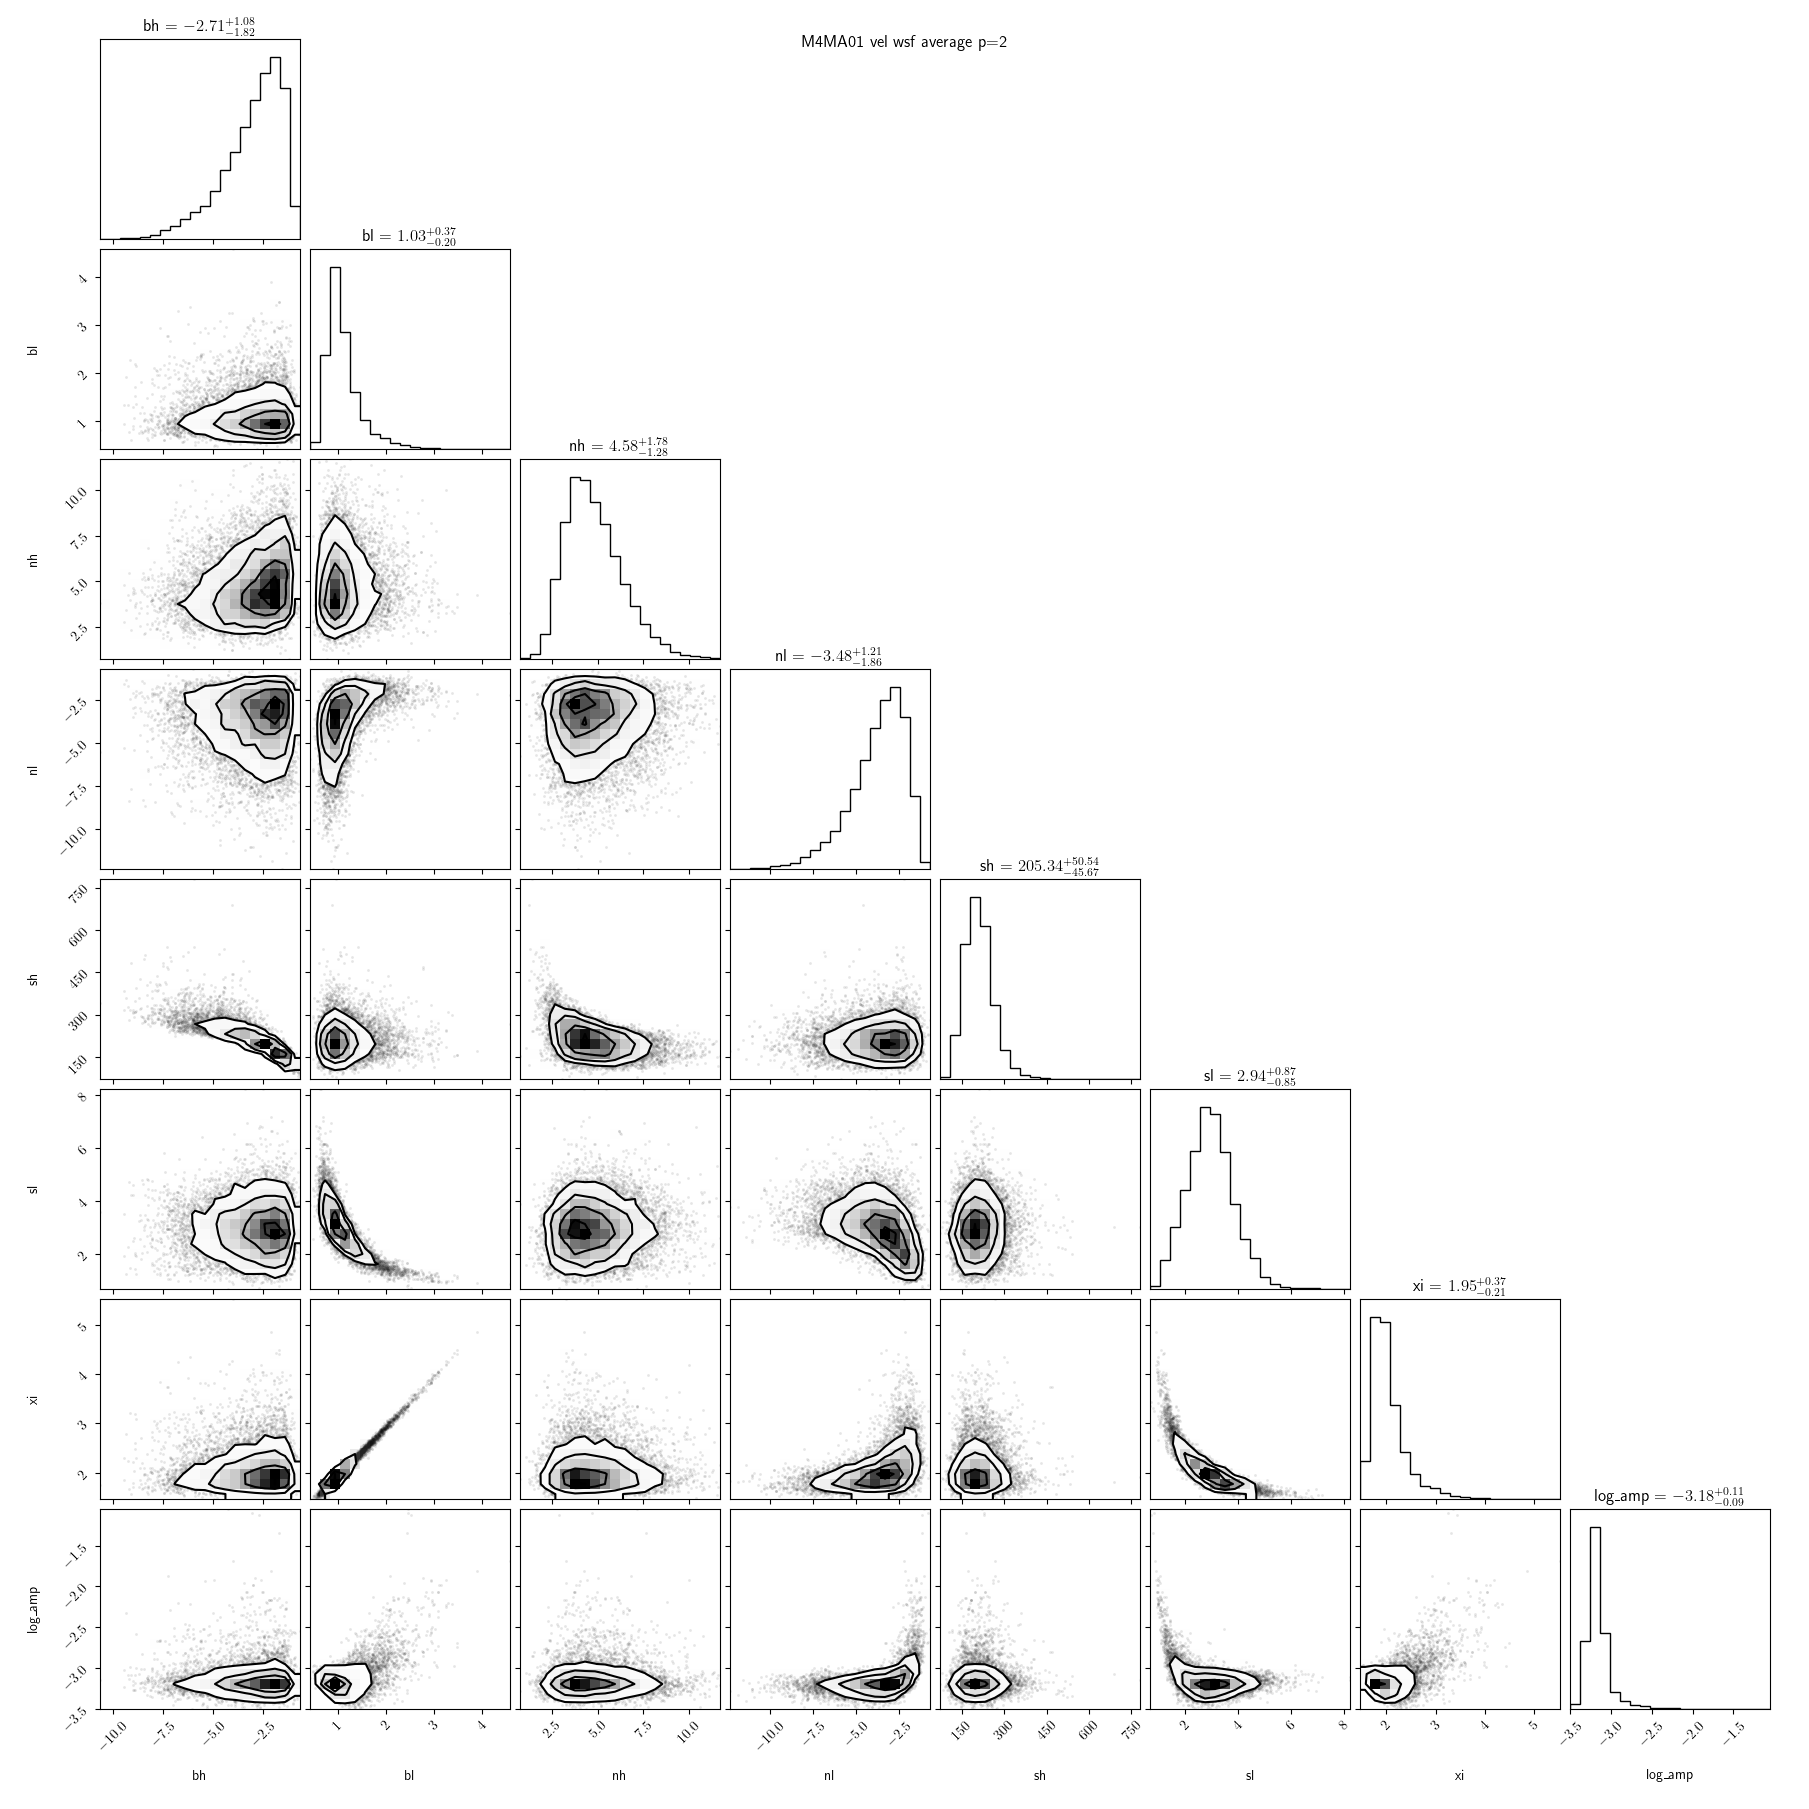 bh = −2.71+1.08−1.82
M4MA01 vel wsf average p=2
bl = 1.03+0.37−0.20
4
3
2
1
bl
nh = 4.58+1.78−1.28
10.0
7.5
5.0
2.5
nh
nl = −3.48+1.21−1.86
−2.5
−5.0
−7.5
−10.0
nl
sh = 205.34+50.54−45.67
750
600
450
300
150
sh
sl = 2.94+0.87−0.85
8
6
4
2
sl
xi = 1.95+0.37−0.21
5
4
3
2
xi
log_amp = −3.18+0.11−0.09
−1.5
−2.0
−2.5
−3.0
−3.5
log_amp
−10.0 −7.5 −5.0 −2.5 1 2 3 4 2.5 5.0 7.5 10.0 −10.0 −7.5 −5.0 −2.5 150 300 450 600 750 2 4 6 8 2 3 4 5 −3.5 −3.0 −2.5 −2.0 −1.5
bh bl nh nl sh sl xi log_amp